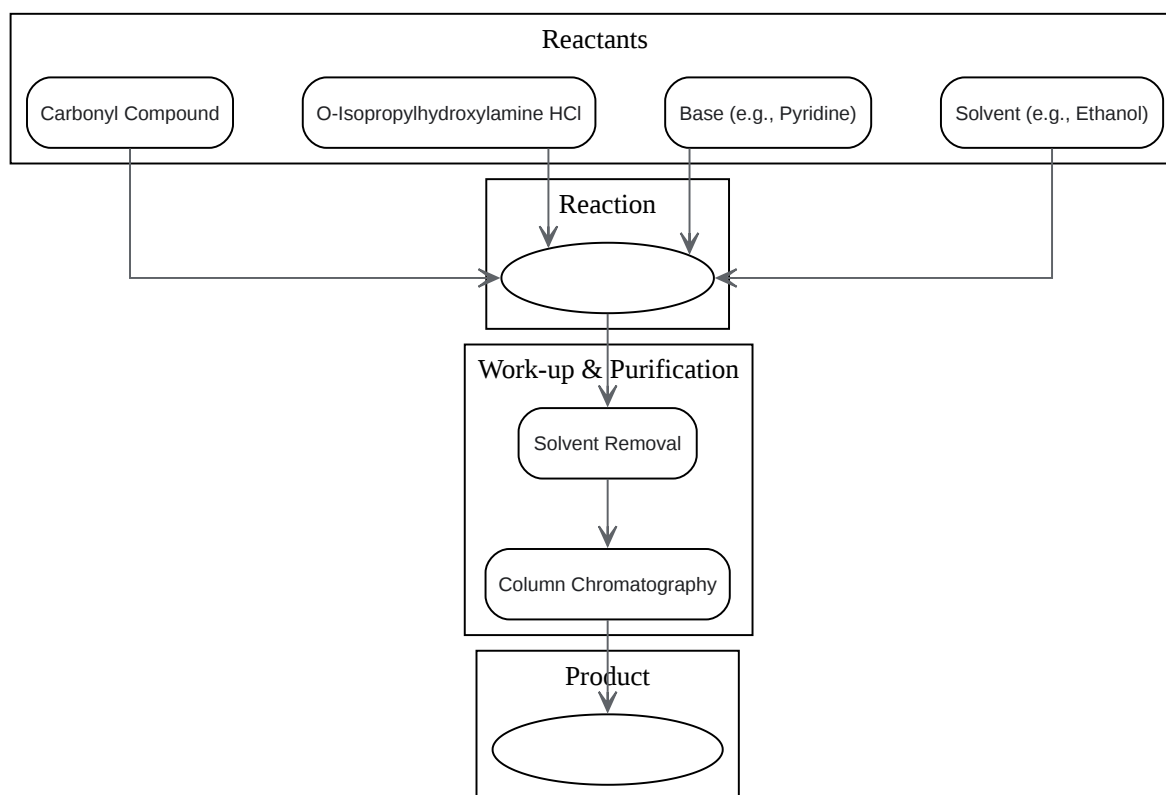 Reactants
Carbonyl Compound
O-Isopropylhydroxylamine HCl
Base (e.g., Pyridine)
Solvent (e.g., Ethanol)
Reaction
Work-up & Purification
Solvent Removal
Column Chromatography
Product